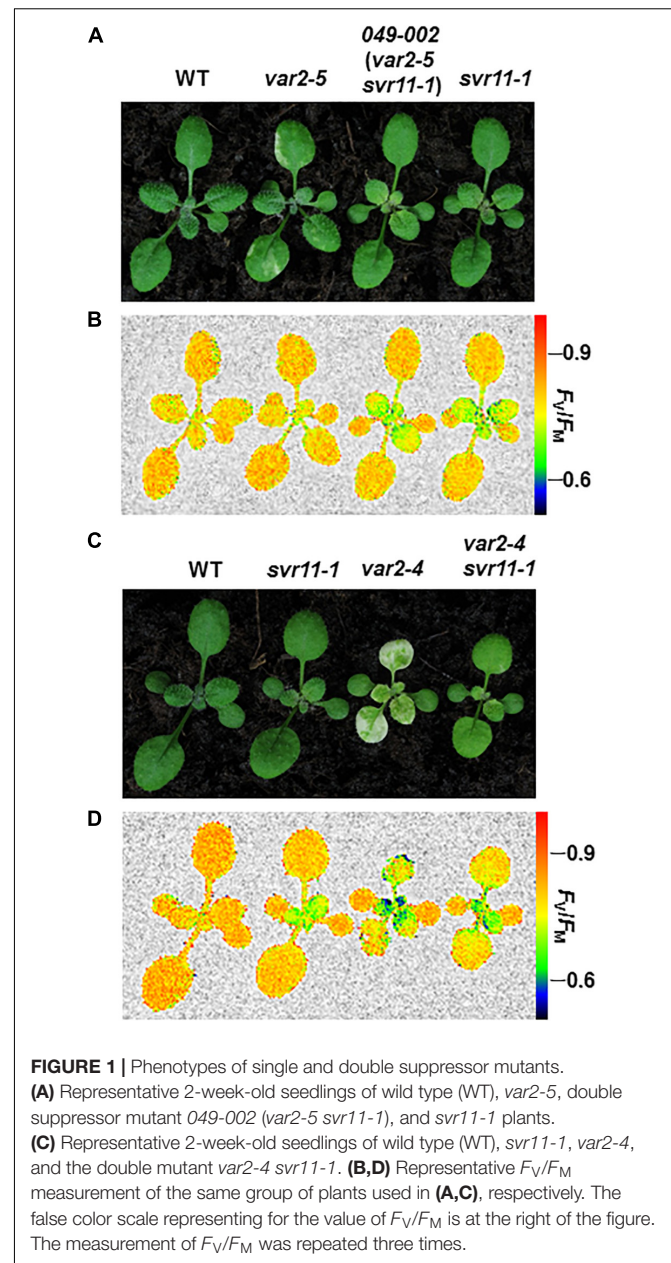 A
WT var2-5 049-002 (var2-5 svr11-1) svr11-1
B
0.9
FV/FM
0.6
C
WT svr11-1 var2-4 var2-4 svr11-1
D
0.9
FV/FM
0.6
FIGURE 1 | Phenotypes of single and double suppressor mutants.
(A) Representative 2-week-old seedlings of wild type (WT), var2-5, double
suppressor mutant 049-002 (var2-5 svr11-1), and svr11-1 plants.
(C) Representative 2-week-old seedlings of wild type (WT), svr11-1, var2-4,
and the double mutant var2-4 svr11-1. (B,D) Representative FV/FM
measurement of the same group of plants used in (A,C), respectively. The
false color scale representing for the value of FV/FM is at the right of the figure.
The measurement of FV/FM was repeated three times.